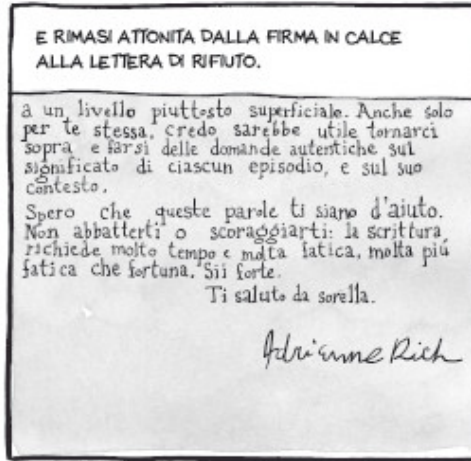 E RIMASI ATTONITA DALLA FIRMA IN CALCE
ALLA LETTERA DI RIFIUTO.
a un livello piuttosto superficiale. Anche solo
per te stessa, credo sarebbe utile tornarci
sopra e farsi delle domande autentiche sul
significato di ciascun episodio, e sul suo
contesto.
Spero che queste parole ti siano d'aiuto.
Non abbatterti o scoraggiarti: la scrittura
richiede molto tempo e molta fatica, molta più
fatica che fortuna. Sii forte.
Ti saluto da sorella.
Adrienne Rich